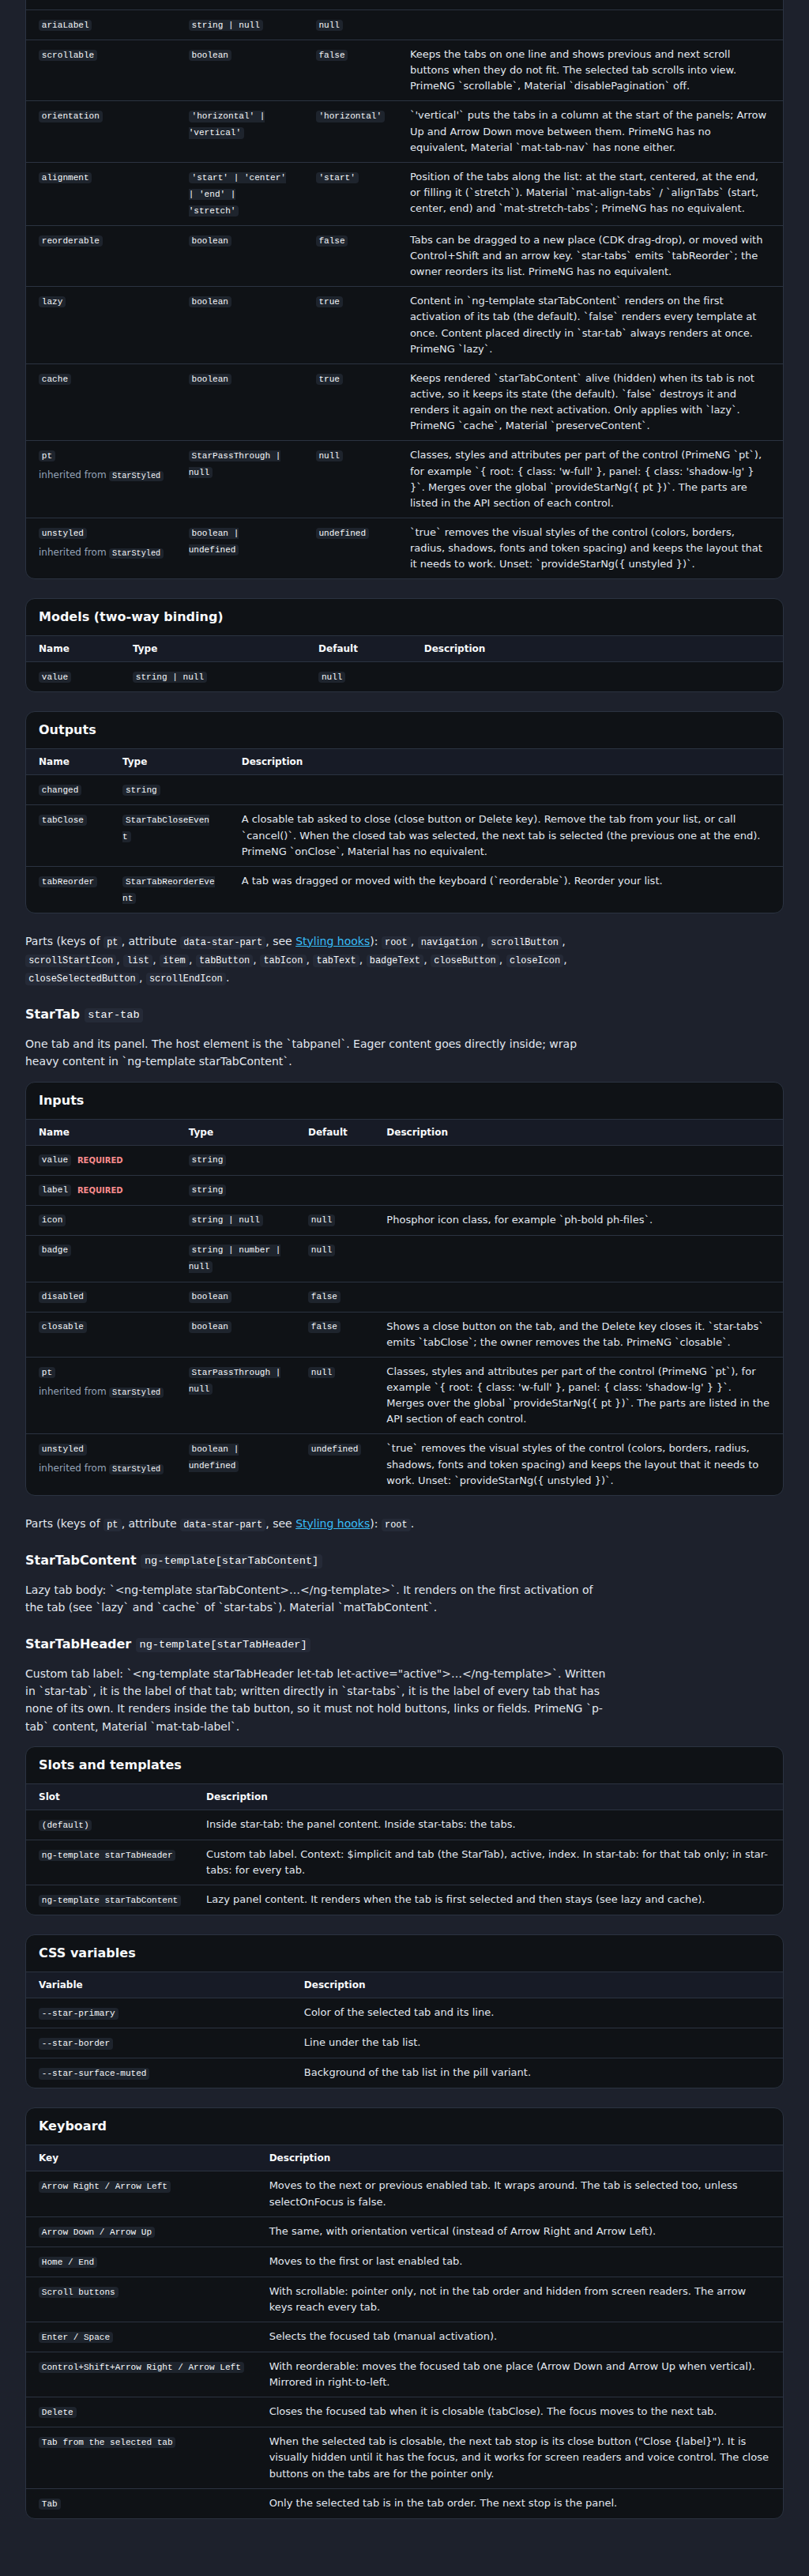 ariaLabel string | null null
scrollable boolean false Keeps the tabs on one line and shows previous and next scroll
buttons when they do not fit. The selected tab scrolls into view.
PrimeNG `scrollable`, Material `disablePagination` off.
orientation 'horizontal' | 'horizontal' `'vertical'` puts the tabs in a column at the start of the panels; Arrow
'vertical' Up and Arrow Down move between them. PrimeNG has no
equivalent, Material `mat-tab-nav` has none either.
alignment 'start' | 'center' 'start' Position of the tabs along the list: at the start, centered, at the end,
| 'end' | or filling it (`stretch`). Material `mat-align-tabs` / `alignTabs` (start,
'stretch' center, end) and `mat-stretch-tabs`; PrimeNG has no equivalent.
reorderable boolean false Tabs can be dragged to a new place (CDK drag-drop), or moved with
Control+Shift and an arrow key. `star-tabs` emits `tabReorder`; the
owner reorders its list. PrimeNG has no equivalent.
lazy boolean true Content in `ng-template starTabContent` renders on the first
activation of its tab (the default). `false` renders every template at
once. Content placed directly in `star-tab` always renders at once.
PrimeNG `lazy`.
cache boolean true Keeps rendered `starTabContent` alive (hidden) when its tab is not
active, so it keeps its state (the default). `false` destroys it and
renders it again on the next activation. Only applies with `lazy`.
PrimeNG `cache`, Material `preserveContent`.
pt StarPassThrough | null Classes, styles and attributes per part of the control (PrimeNG `pt`),
inherited from StarStyled null for example `{ root: { class: 'w-full' }, panel: { class: 'shadow-lg' }
}`. Merges over the global `provideStarNg({ pt })`. The parts are
listed in the API section of each control.
unstyled boolean | undefined `true` removes the visual styles of the control (colors, borders,
inherited from StarStyled undefined radius, shadows, fonts and token spacing) and keeps the layout that
it needs to work. Unset: `provideStarNg({ unstyled })`.
Models (two-way binding)
Name Type Default Description
value string | null null
Outputs
Name Type Description
changed string
tabClose StarTabCloseEven A closable tab asked to close (close button or Delete key). Remove the tab from your list, or call
t `cancel()`. When the closed tab was selected, the next tab is selected (the previous one at the end).
PrimeNG `onClose`, Material has no equivalent.
tabReorder StarTabReorderEve A tab was dragged or moved with the keyboard (`reorderable`). Reorder your list.
nt
Parts (keys of pt, attribute data-star-part, see Styling hooks): root, navigation, scrollButton,
scrollStartIcon, list, item, tabButton, tabIcon, tabText, badgeText, closeButton, closeIcon,
closeSelectedButton, scrollEndIcon.
StarTab star-tab
One tab and its panel. The host element is the `tabpanel`. Eager content goes directly inside; wrap
heavy content in `ng-template starTabContent`.
Inputs
Name Type Default Description
value REQUIRED string
label REQUIRED string
icon string | null null Phosphor icon class, for example `ph-bold ph-files`.
badge string | number | null
null
disabled boolean false
closable boolean false Shows a close button on the tab, and the Delete key closes it. `star-tabs`
emits `tabClose`; the owner removes the tab. PrimeNG `closable`.
pt StarPassThrough | null Classes, styles and attributes per part of the control (PrimeNG `pt`), for
inherited from StarStyled null example `{ root: { class: 'w-full' }, panel: { class: 'shadow-lg' } }`.
Merges over the global `provideStarNg({ pt })`. The parts are listed in the
API section of each control.
unstyled boolean | undefined `true` removes the visual styles of the control (colors, borders, radius,
inherited from StarStyled undefined shadows, fonts and token spacing) and keeps the layout that it needs to
work. Unset: `provideStarNg({ unstyled })`.
Parts (keys of pt, attribute data-star-part, see Styling hooks): root.
StarTabContent ng-template[starTabContent]
Lazy tab body: `<ng-template starTabContent>…</ng-template>`. It renders on the first activation of
the tab (see `lazy` and `cache` of `star-tabs`). Material `matTabContent`.
StarTabHeader ng-template[starTabHeader]
Custom tab label: `<ng-template starTabHeader let-tab let-active="active">…</ng-template>`. Written
in `star-tab`, it is the label of that tab; written directly in `star-tabs`, it is the label of every tab that has
none of its own. It renders inside the tab button, so it must not hold buttons, links or fields. PrimeNG `p-
tab` content, Material `mat-tab-label`.
Slots and templates
Slot Description
(default) Inside star-tab: the panel content. Inside star-tabs: the tabs.
ng-template starTabHeader Custom tab label. Context: $implicit and tab (the StarTab), active, index. In star-tab: for that tab only; in star-
tabs: for every tab.
ng-template starTabContent Lazy panel content. It renders when the tab is first selected and then stays (see lazy and cache).
CSS variables
Variable Description
--star-primary Color of the selected tab and its line.
--star-border Line under the tab list.
--star-surface-muted Background of the tab list in the pill variant.
Keyboard
Key Description
Arrow Right / Arrow Left Moves to the next or previous enabled tab. It wraps around. The tab is selected too, unless
selectOnFocus is false.
Arrow Down / Arrow Up The same, with orientation vertical (instead of Arrow Right and Arrow Left).
Home / End Moves to the first or last enabled tab.
Scroll buttons With scrollable: pointer only, not in the tab order and hidden from screen readers. The arrow
keys reach every tab.
Enter / Space Selects the focused tab (manual activation).
Control+Shift+Arrow Right / Arrow Left With reorderable: moves the focused tab one place (Arrow Down and Arrow Up when vertical).
Mirrored in right-to-left.
Delete Closes the focused tab when it is closable (tabClose). The focus moves to the next tab.
Tab from the selected tab When the selected tab is closable, the next tab stop is its close button ("Close {label}"). It is
visually hidden until it has the focus, and it works for screen readers and voice control. The close
buttons on the tabs are for the pointer only.
Tab Only the selected tab is in the tab order. The next stop is the panel.